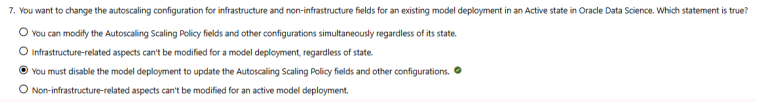 7. You want to change the autoscaling configuration for infrastructure and non-infrastructure fields for an existing model deployment in an Active state in Oracle Data Science. Which statement is true?
You can modify the Autoscaling Scaling Policy fields and other configurations simultaneously regardless of its state.
Infrastructure-related aspects can't be modified for a model deployment, regardless of state.
You must disable the model deployment to update the Autoscaling Scaling Policy fields and other configurations.
Non-infrastructure-related aspects can't be modified for an active model deployment.